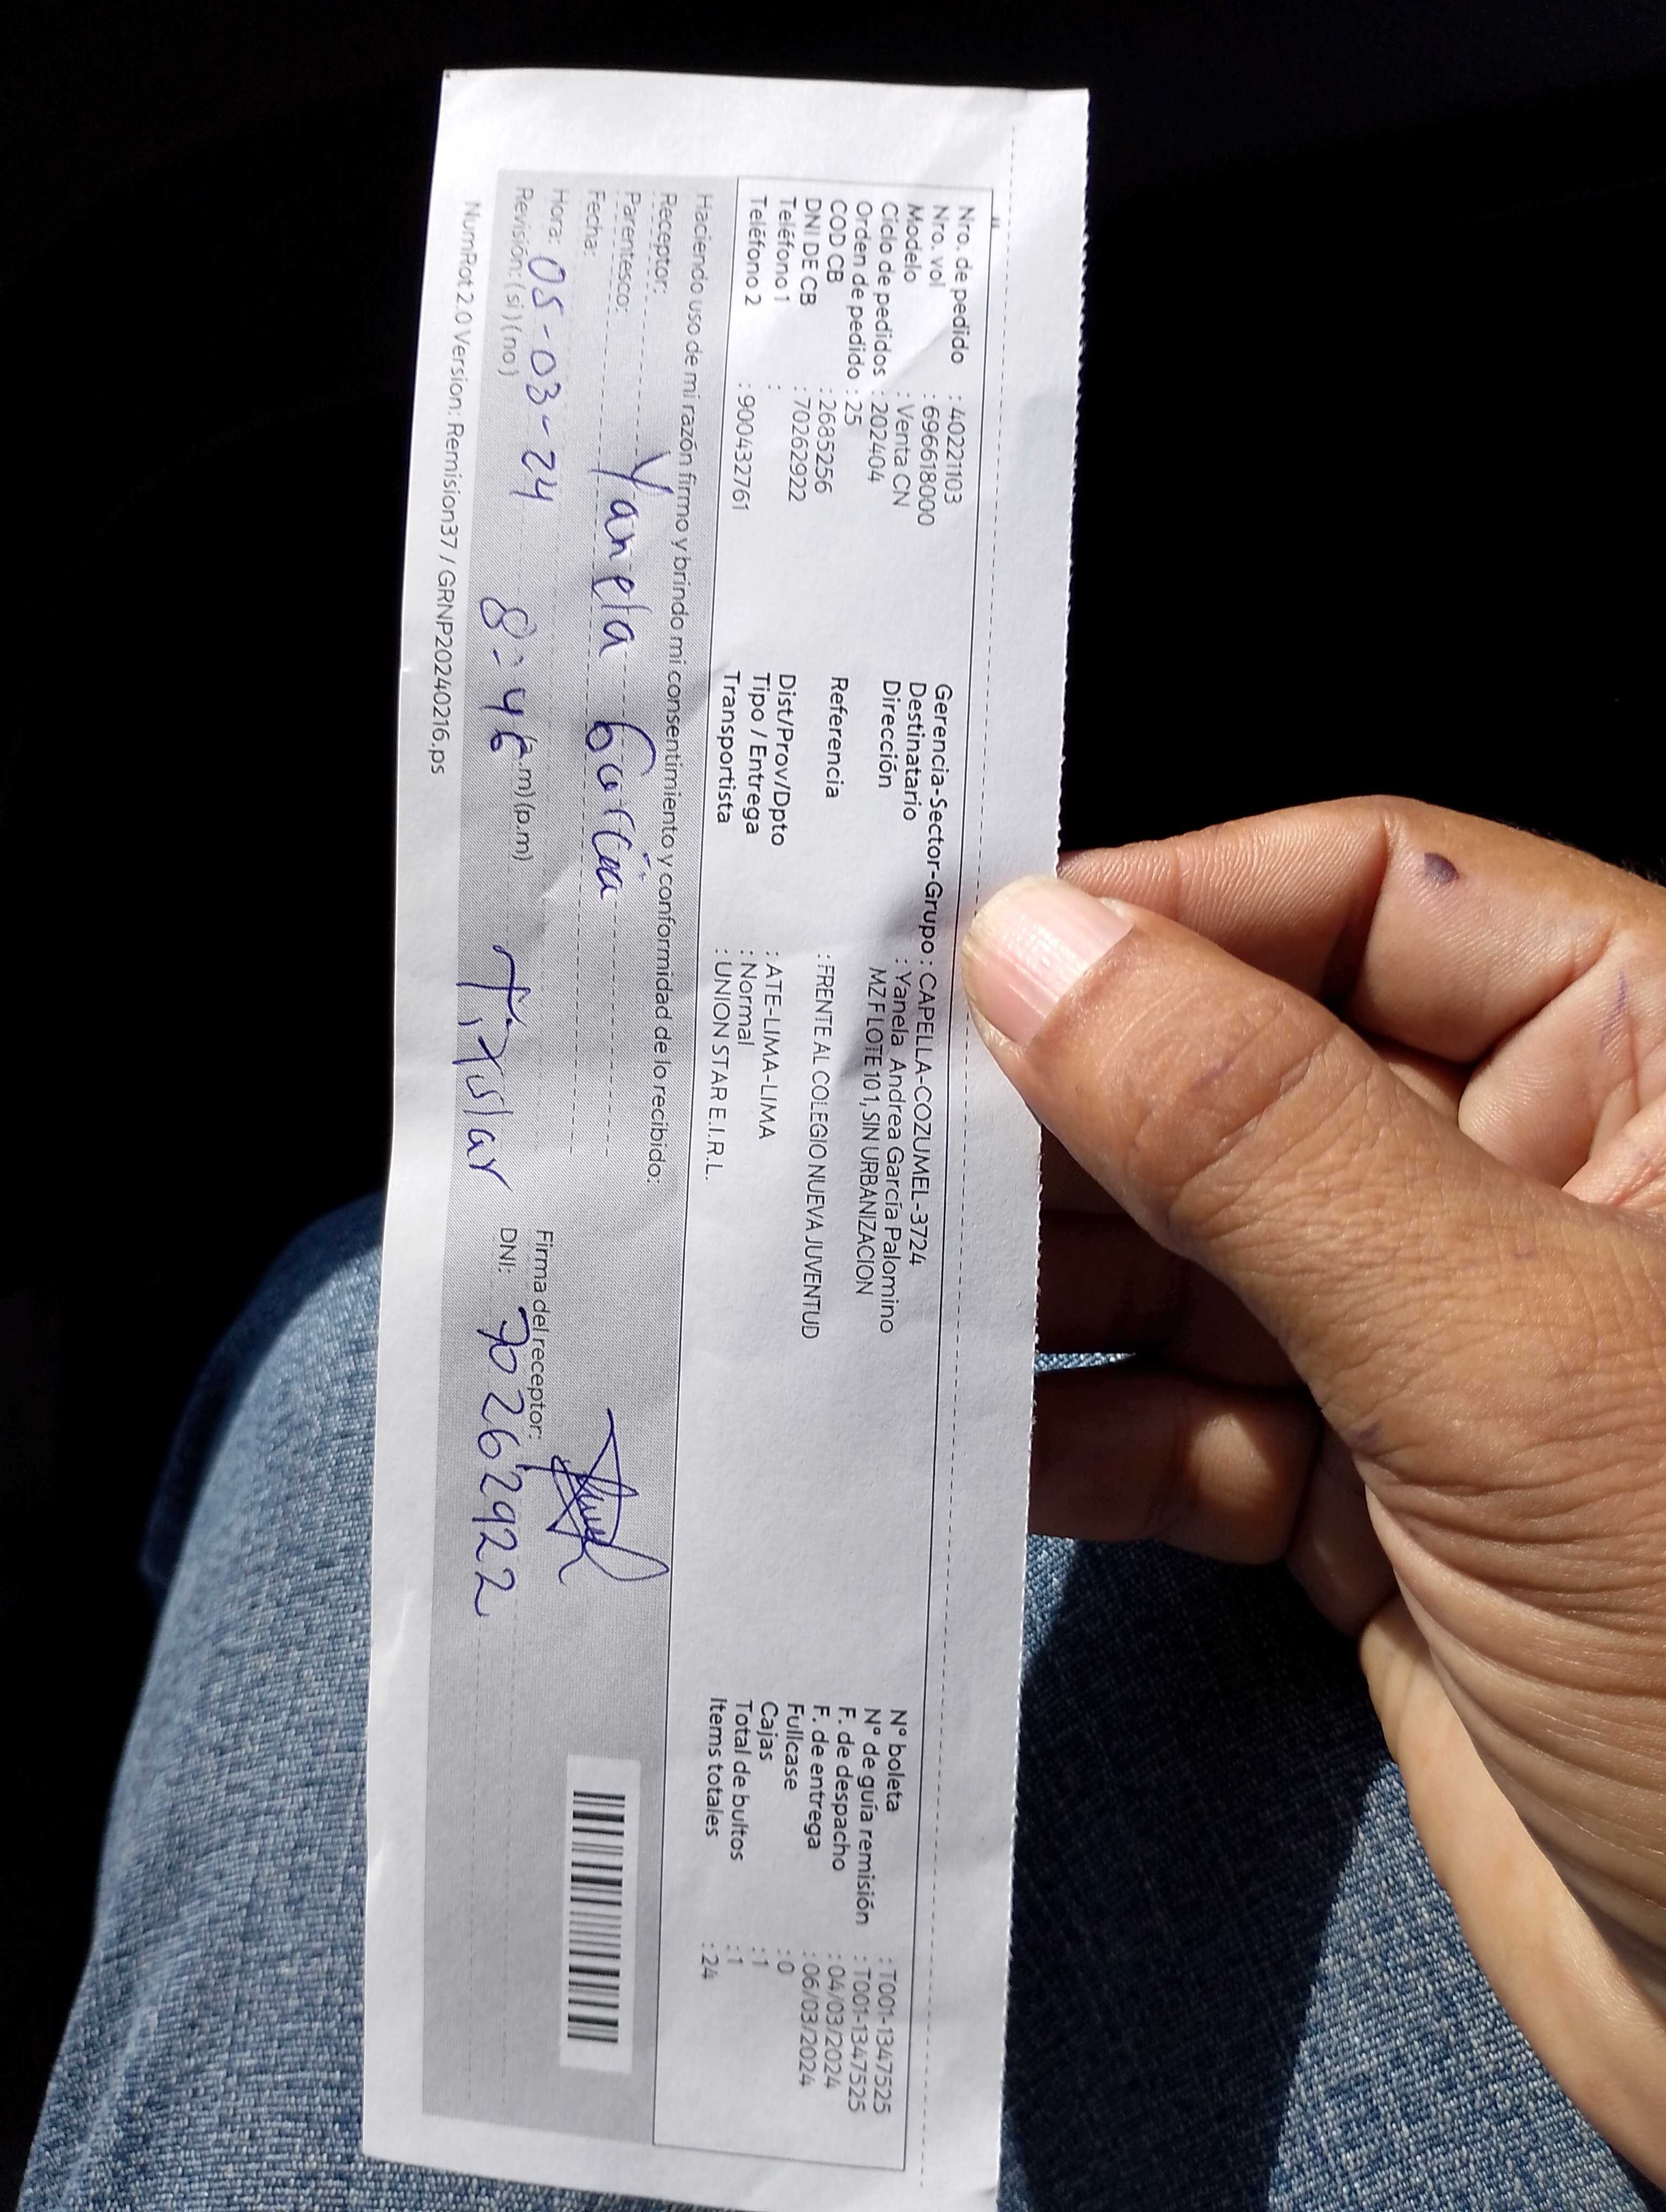 Nro. de pedido : 40221103
Nro. vol : 696618000
Modelo : Venta CN
Ciclo de pedidos : 202404
Orden de pedido : 25
COD CB : 2685256
DNI DE CB : 70262922
Teléfono 1 :
Teléfono 2 : 900432761
Gerencia-Sector-Grupo : CAPELLA-COZUMEL-3724
Destinatario : Yanela Andrea García Palomino
Dirección MZ F LOTE 101, SIN URBANIZACION
Referencia : FRENTE AL COLEGIO NUEVA JUVENTUD
Dist/Prov/Dpto : ATE-LIMA-LIMA
Tipo / Entrega : Normal
Transportista : UNION STAR E.I.R.L.
N° boleta : T001-1347525
N° de guía remisión : T001-1347525
F. de despacho : 04/03/2024
F. de entrega : 06/03/2024
Fullcase : 0
Cajas : 1
Total de bultos : 1
Items totales : 24
Haciendo uso de mi razón firmo y brindo mi consentimiento y conformidad de lo recibido:
Receptor: Yanela García
Parentesco:
Fecha:
Hora: 05-03-24 8:46 (a.m) (p.m)
Revisión: (si) (no)
Firma del receptor:
DNI: 70262922
NumRot 2.0 Version: Remision37 / GRNP20240216.ps